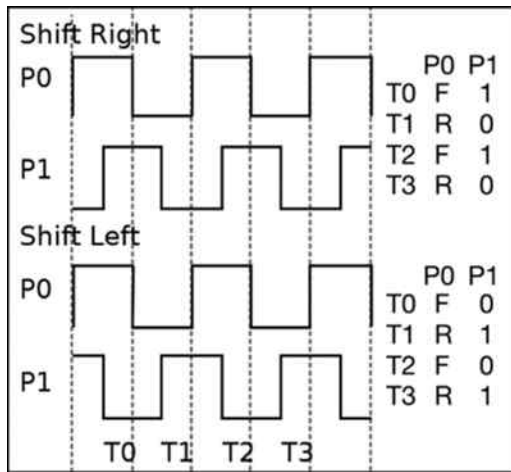 Shift Right
P0
P1
P0 P1
T0 F 1
T1 R 0
T2 F 1
T3 R 0
Shift Left
P0
P1
P0 P1
T0 F 0
T1 R 1
T2 F 0
T3 R 1
T0 T1 T2 T3